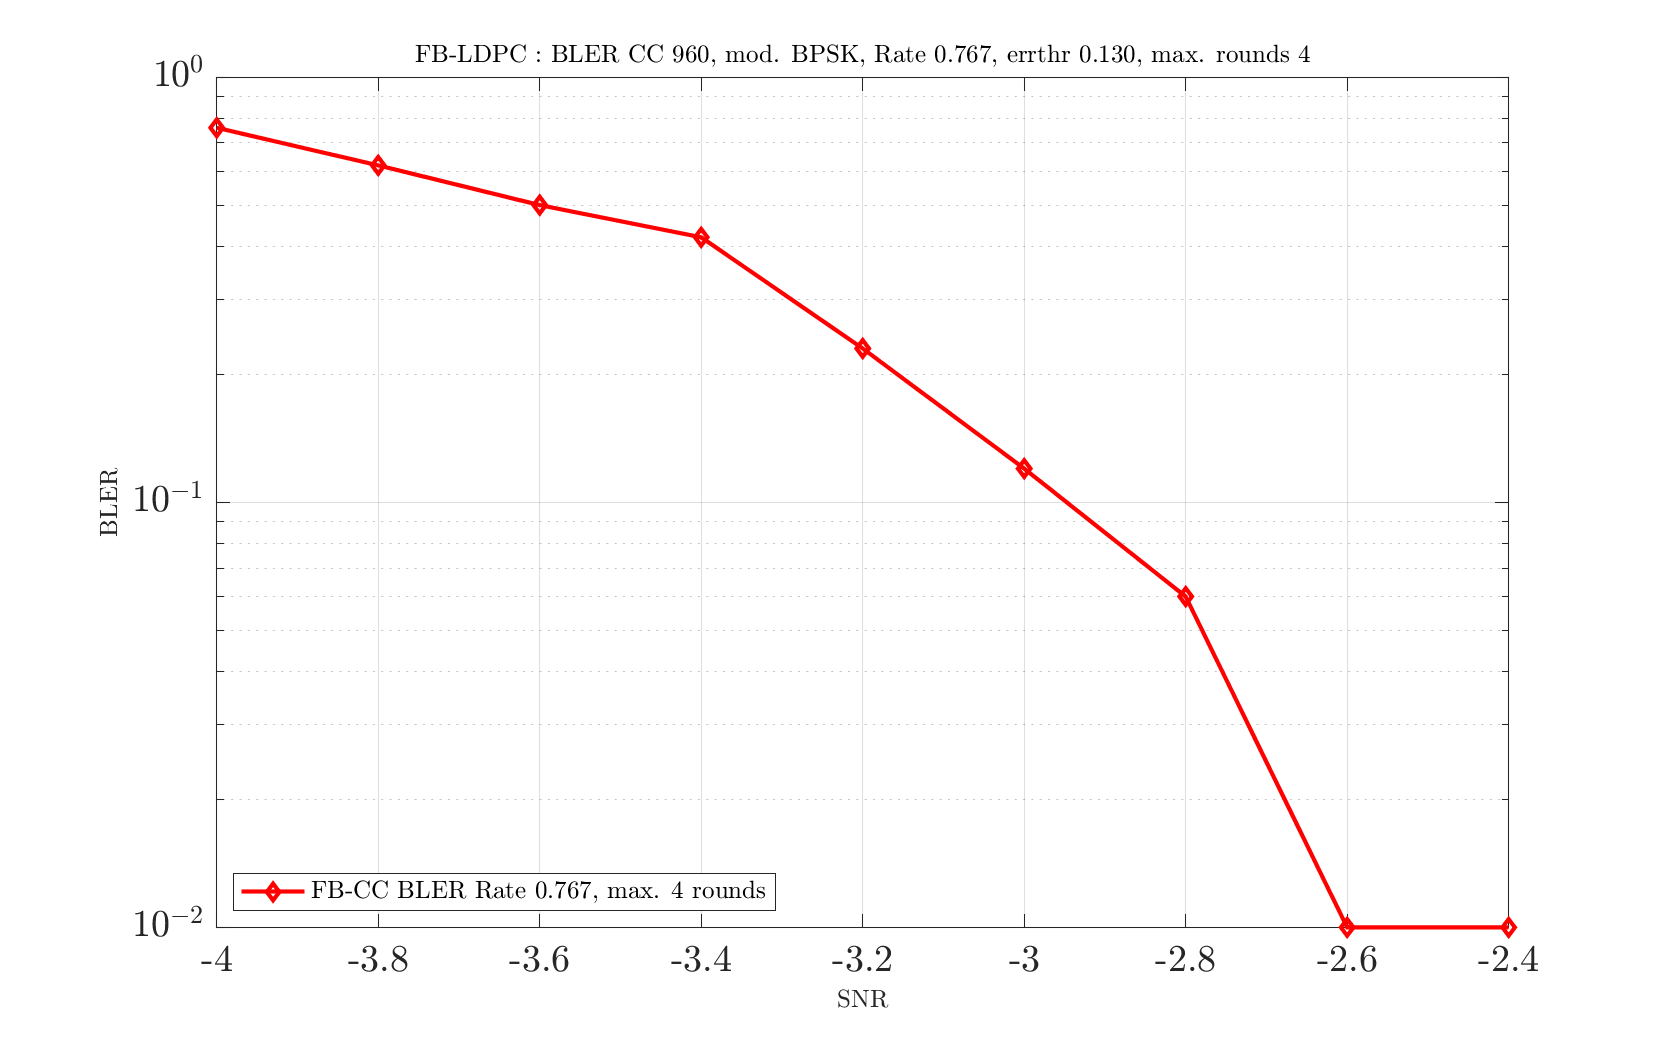 FB-LDPC : BLER CC 960, mod. BPSK, Rate 0.767, errthr 0.130, max. rounds 4
10^0
10^-1
10^-2
BLER
FB-CC BLER Rate 0.767, max. 4 rounds
-4 -3.8 -3.6 -3.4 -3.2 -3 -2.8 -2.6 -2.4
SNR